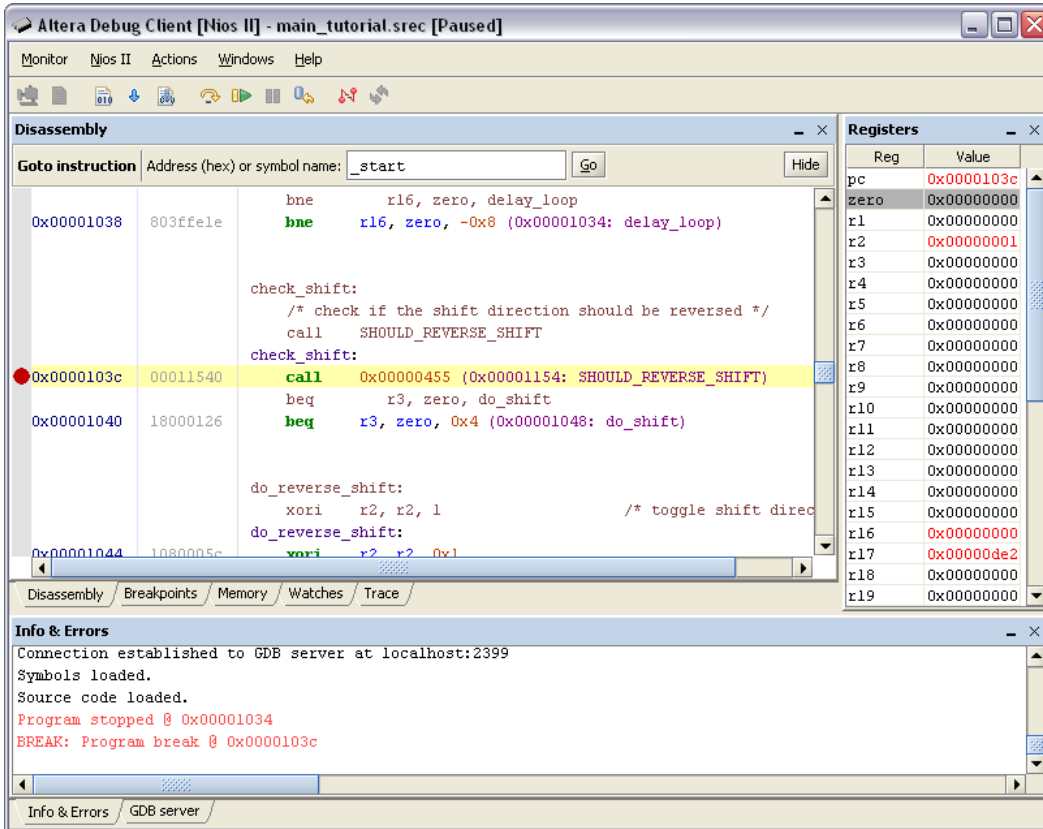 Altera Debug Client [Nios II] - main_tutorial.srec [Paused]
Monitor Nios II Actions Windows Help
Disassembly
Goto instruction Address (hex) or symbol name: _start Go Hide
bne r16, zero, delay_loop
0x00001038 803ffe1e bne r16, zero, -0x8 (0x00001034: delay_loop)
check_shift:
/* check if the shift direction should be reversed */
call SHOULD_REVERSE_SHIFT
check_shift:
0x0000103c 00011540 call 0x00000455 (0x00001154: SHOULD_REVERSE_SHIFT)
beq r3, zero, do_shift
0x00001040 18000126 beq r3, zero, 0x4 (0x00001048: do_shift)
do_reverse_shift:
xori r2, r2, 1 /* toggle shift direc
do_reverse_shift:
0x00001044 1080005c xori r2, r2, 0x1
Disassembly Breakpoints Memory Watches Trace
Registers
Reg Value
pc 0x0000103c
zero 0x00000000
r1 0x00000000
r2 0x00000001
r3 0x00000000
r4 0x00000000
r5 0x00000000
r6 0x00000000
r7 0x00000000
r8 0x00000000
r9 0x00000000
r10 0x00000000
r11 0x00000000
r12 0x00000000
r13 0x00000000
r14 0x00000000
r15 0x00000000
r16 0x00000000
r17 0x00000de2
r18 0x00000000
r19 0x00000000
Info & Errors
Connection established to GDB server at localhost:2399
Symbols loaded.
Source code loaded.
Program stopped @ 0x00001034
BREAK: Program break @ 0x0000103c
Info & Errors GDB server